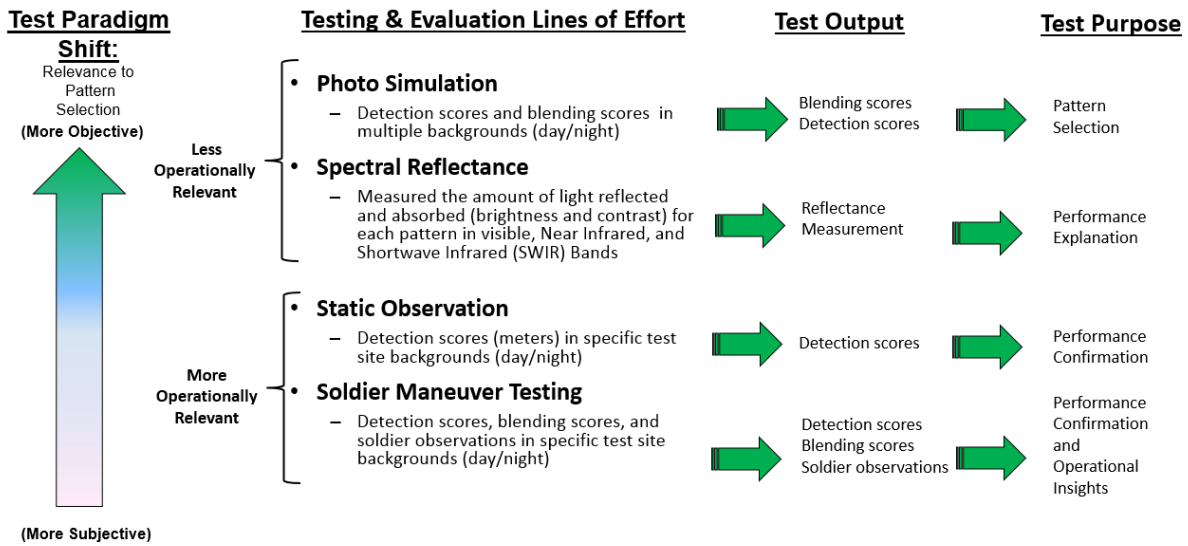 Test Paradigm
Shift:
Relevance to
Pattern
Selection
(More Objective)
(More Subjective)
Testing & Evaluation Lines of Effort
Less
Operationally
Relevant
• Photo Simulation
– Detection scores and blending scores in
multiple backgrounds (day/night)
• Spectral Reflectance
– Measured the amount of light reflected
and absorbed (brightness and contrast) for
each pattern in visible, Near Infrared, and
Shortwave Infrared (SWIR) Bands
More
Operationally
Relevant
• Static Observation
– Detection scores (meters) in specific test
site backgrounds (day/night)
• Soldier Maneuver Testing
– Detection scores, blending scores, and
soldier observations in specific test site
backgrounds (day/night)
Test Output
Blending scores
Detection scores
Reflectance
Measurement
Detection scores
Detection scores
Blending scores
Soldier observations
Test Purpose
Pattern
Selection
Performance
Explanation
Performance
Confirmation
Performance
Confirmation
and
Operational
Insights